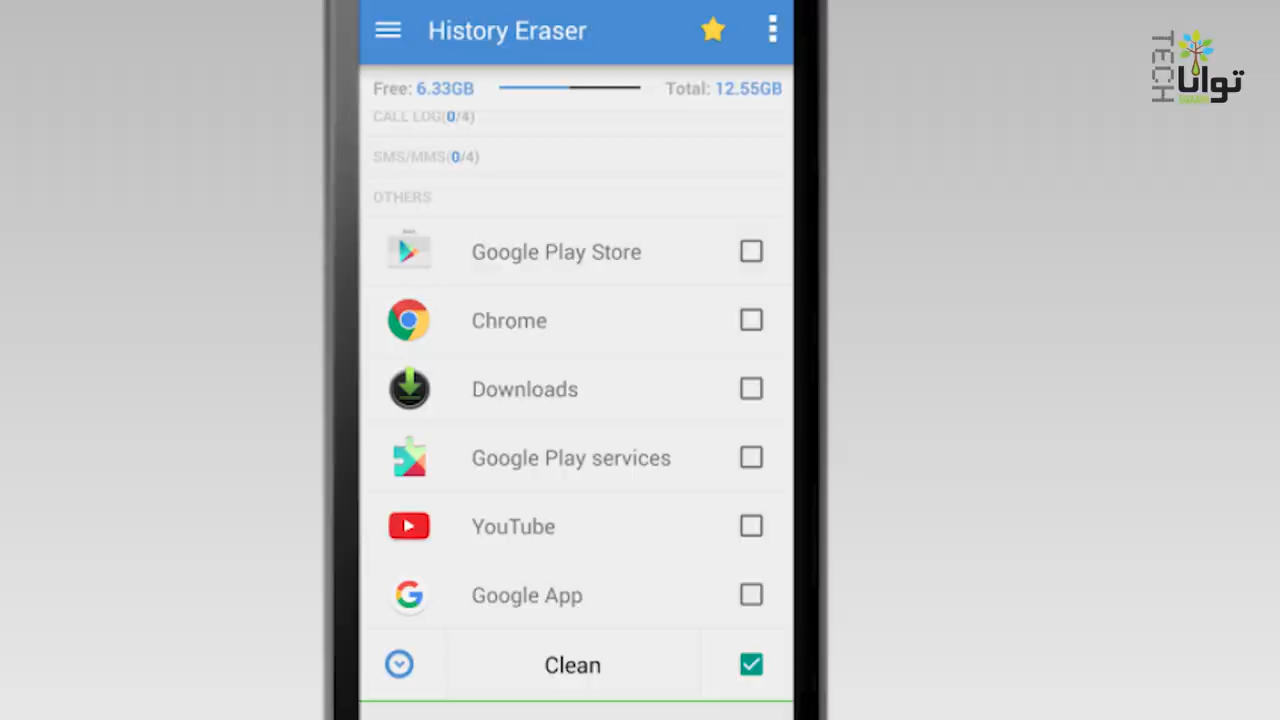 History Eraser
Free: 6.33GB Total: 12.55GB
CALL LOG(0/4)
SMS/MMS(0/4)
OTHERS
Google Play Store
Chrome
Downloads
Google Play services
YouTube
Google App
Clean
TECH
توانا